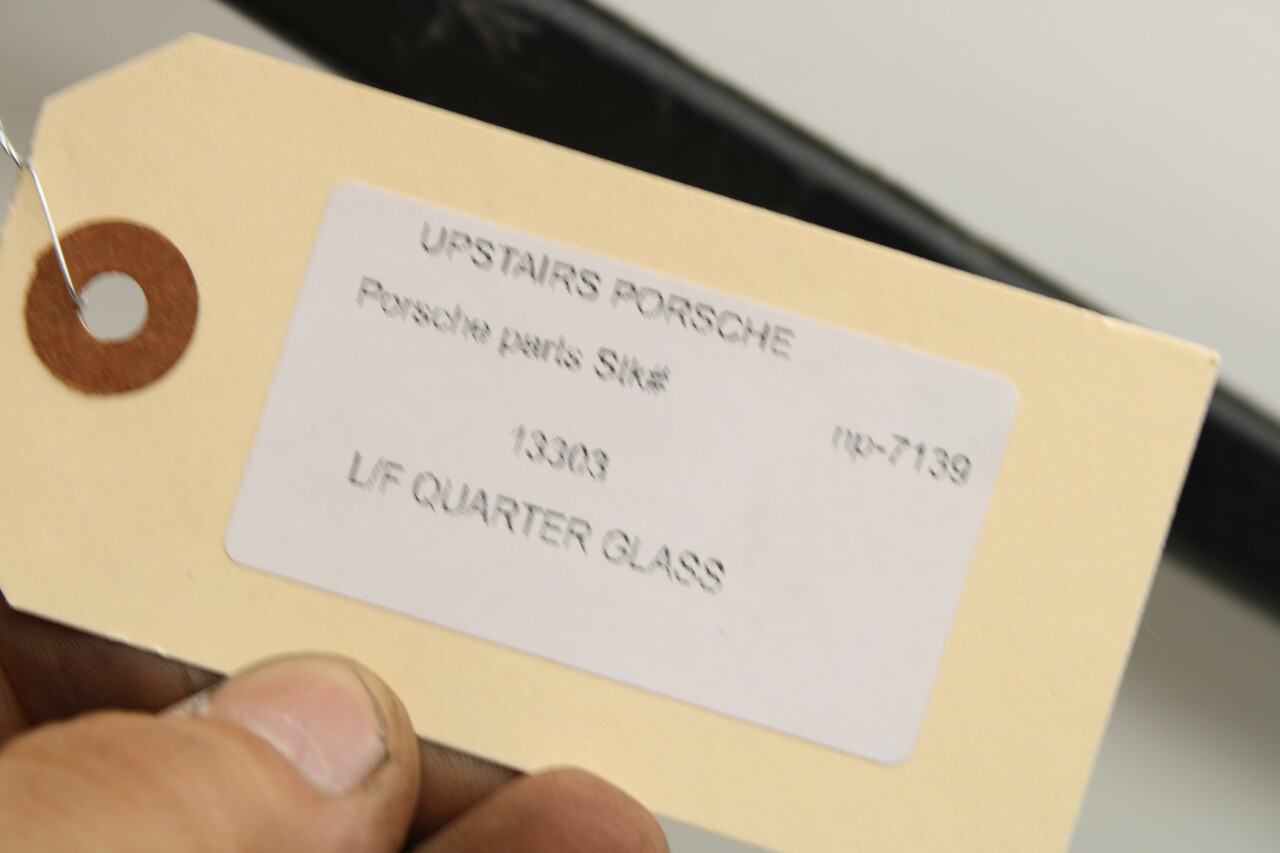 UPSTAIRS PORSCHE
Porsche parts Stk#
13303 np-7139
L/F QUARTER GLASS